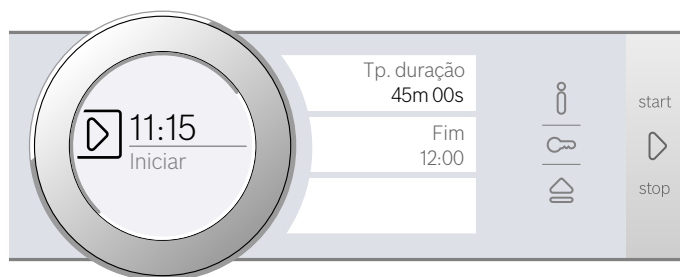 11:15
Iniciar
Tp. duração
45m 00s
Fim
12:00
start
stop